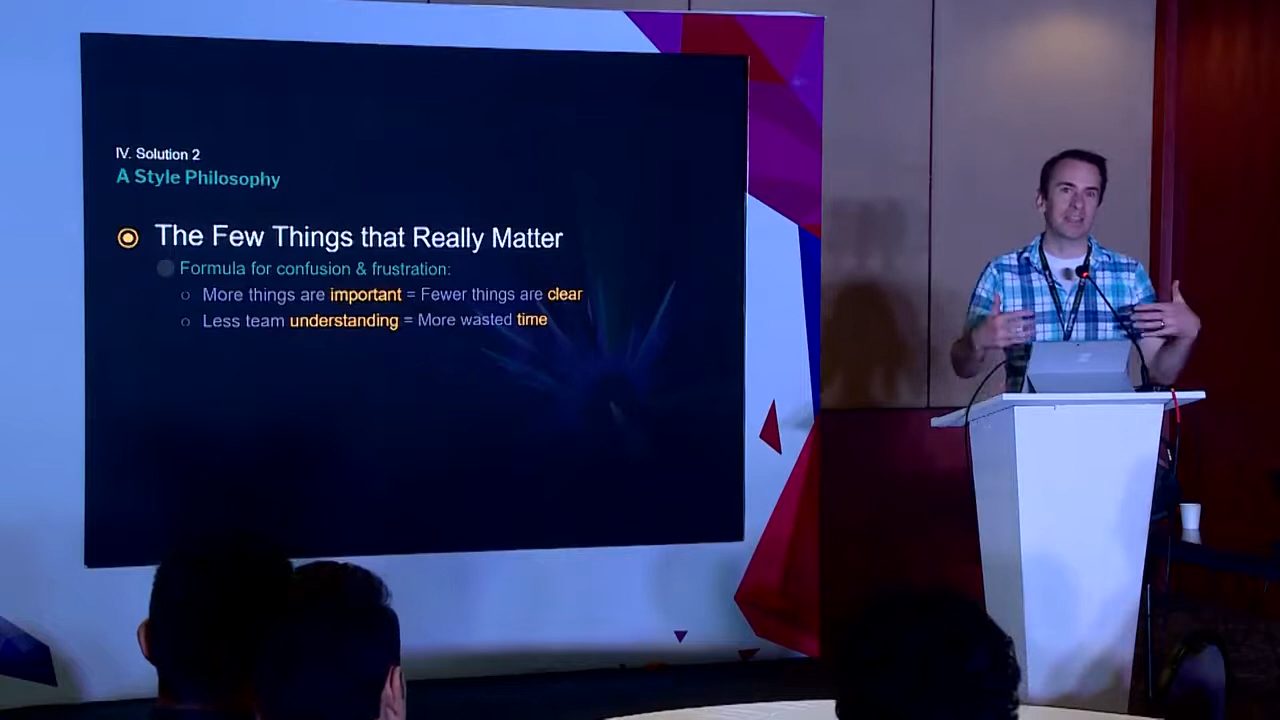 IV. Solution 2
A Style Philosophy
The Few Things that Really Matter
Formula for confusion & frustration:
More things are important = Fewer things are clear
Less team understanding = More wasted time